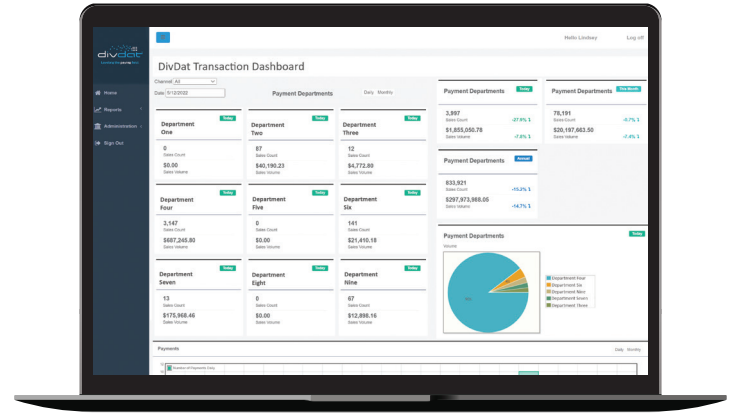 Hello Lindsey
Log off
divdat
DivDat Transaction Dashboard
Channel All
Date 6/12/2022
Payment Departments
Daily Monthly
Home
Reports
Administration
Sign Out
Department One
Today
0
Sales Count
$0.00
Sales Volume
Department Two
Today
87
Sales Count
$40,190.23
Sales Volume
Department Three
Today
12
Sales Count
$4,772.80
Sales Volume
Department Four
Today
3,147
Sales Count
$687,245.80
Sales Volume
Department Five
Today
0
Sales Count
$0.00
Sales Volume
Department Six
Today
141
Sales Count
$21,410.18
Sales Volume
Department Seven
Today
13
Sales Count
$175,968.46
Sales Volume
Department Eight
Today
0
Sales Count
$0.00
Sales Volume
Department Nine
Today
67
Sales Count
$12,898.16
Sales Volume
Payment Departments
Today
3,997
Sales Count
-27.9%
$1,855,050.78
Sales Volume
-7.8%
Payment Departments
This Month
78,191
Sales Count
-5.7%
$20,197,663.50
Sales Volume
-7.4%
Payment Departments
Annual
833,921
Sales Count
-15.2%
$297,973,988.05
Sales Volume
-14.7%
Payment Departments
Today
Volume
Department Four
Department Six
Department Nine
Department Seven
Department Three
Payments
Daily Monthly
Number of Payments Daily